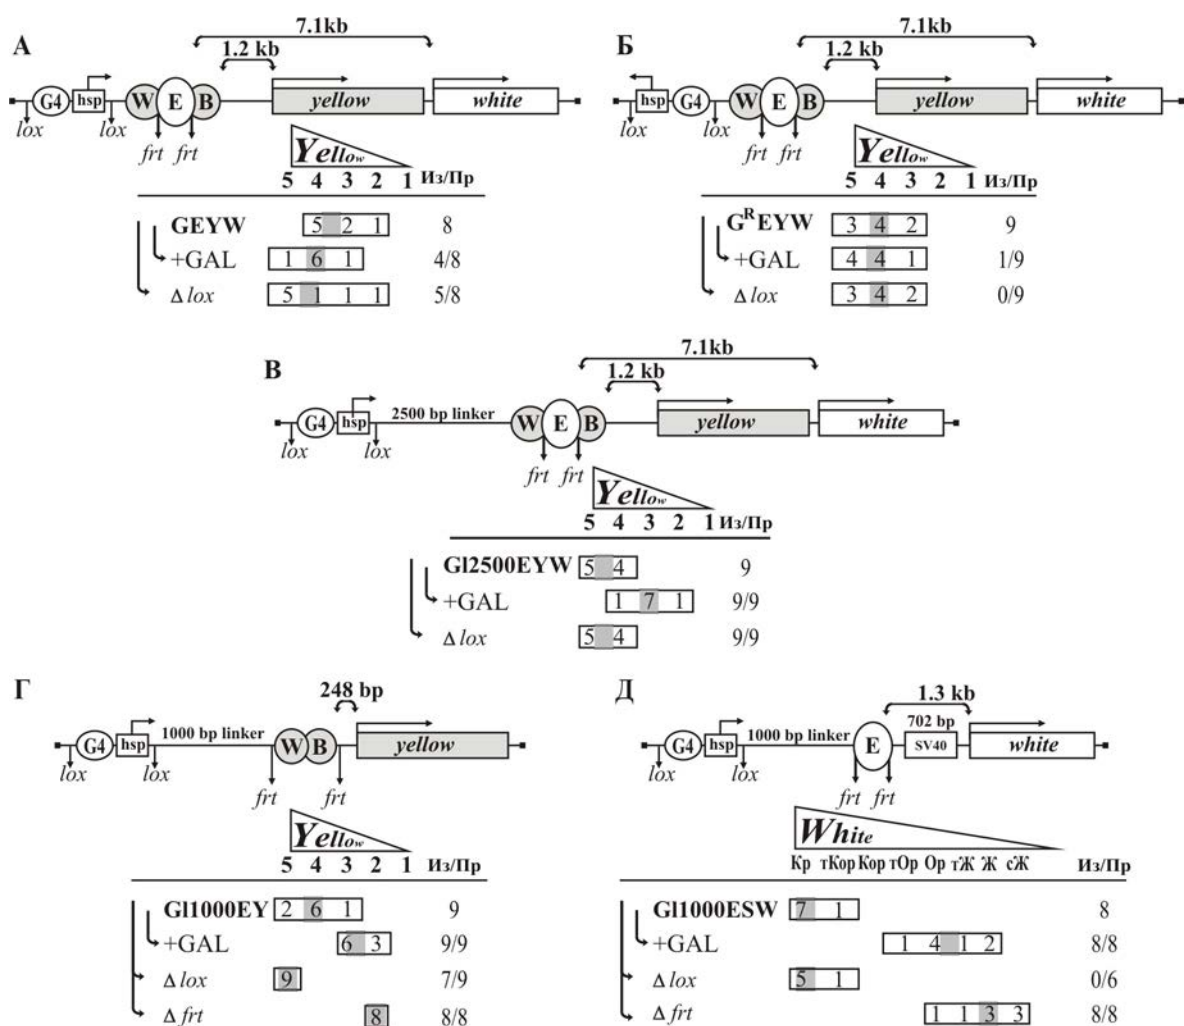 А
7.1kb
1.2 kb
G4 hsp W E B yellow white
lox lox
frt frt
Yellow
5 4 3 2 1 Из/Пр
GEYW 5 2 1 8
+GAL 1 6 1 4/8
Δ lox 5 1 1 1 5/8
Б
7.1kb
1.2 kb
hsp G4 W E B yellow white
lox lox
frt frt
Yellow
5 4 3 2 1 Из/Пр
GᴿEYW 3 4 2 9
+GAL 4 4 1 1/9
Δ lox 3 4 2 0/9
В
7.1kb
1.2 kb
G4 hsp 2500 bp linker W E B yellow white
lox lox
frt frt
Yellow
5 4 3 2 1 Из/Пр
Gl2500EYW 5 4 9
+GAL 1 7 1 9/9
Δ lox 5 4 9/9
Г
248 bp
G4 hsp 1000 bp linker W B yellow
lox lox
frt frt
Yellow
5 4 3 2 1 Из/Пр
Gl1000EY 2 6 1 9
+GAL 6 3 9/9
Δ lox 9 7/9
Δ frt 8 8/8
Д
1.3 kb
702 bp
G4 hsp 1000 bp linker E SV40 white
lox lox
frt frt
White
Кр тКор Кор тОр Ор тЖ Ж сЖ Из/Пр
Gl1000ESW 7 1 8
+GAL 1 4 1 2 8/8
Δ lox 5 1 0/6
Δ frt 1 1 3 3 8/8